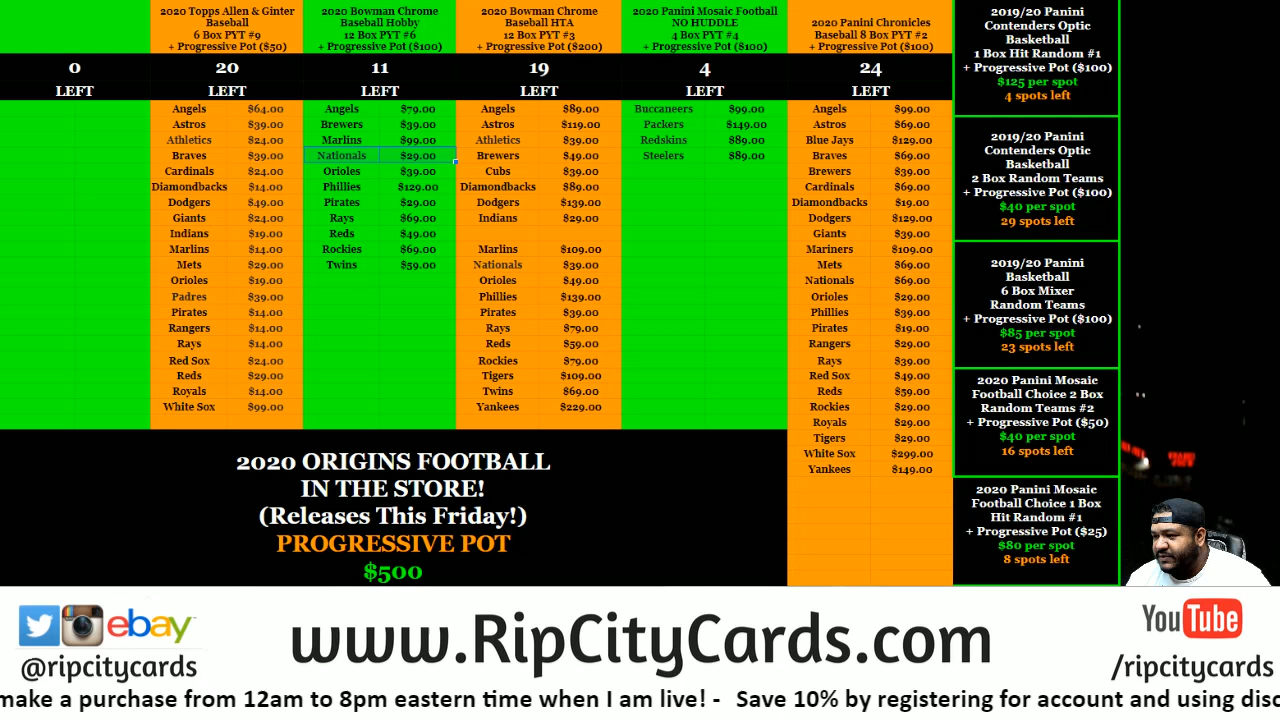 0
LEFT
2020 Topps Allen & Ginter
Baseball
6 Box PYT #9
+ Progressive Pot ($50)
20
LEFT
Angels $64.00
Astros $39.00
Athletics $24.00
Braves $39.00
Cardinals $24.00
Diamondbacks $14.00
Dodgers $49.00
Giants $24.00
Indians $19.00
Marlins $14.00
Mets $29.00
Orioles $19.00
Padres $39.00
Pirates $14.00
Rangers $14.00
Rays $14.00
Red Sox $24.00
Reds $29.00
Royals $14.00
White Sox $99.00
2020 Bowman Chrome
Baseball Hobby
12 Box PYT #6
+ Progressive Pot ($100)
11
LEFT
Angels $79.00
Brewers $39.00
Marlins $99.00
Nationals $29.00
Orioles $39.00
Phillies $129.00
Pirates $29.00
Rays $69.00
Reds $49.00
Rockies $69.00
Twins $59.00
2020 Bowman Chrome
Baseball HTA
12 Box PYT #3
+ Progressive Pot ($200)
19
LEFT
Angels $89.00
Astros $119.00
Athletics $39.00
Brewers $49.00
Cubs $39.00
Diamondbacks $89.00
Dodgers $139.00
Indians $29.00
Marlins $109.00
Nationals $39.00
Orioles $49.00
Phillies $139.00
Pirates $39.00
Rays $79.00
Reds $59.00
Rockies $79.00
Tigers $109.00
Twins $69.00
Yankees $229.00
2020 Panini Mosaic Football
NO HUDDLE
4 Box PYT #4
+ Progressive Pot ($100)
4
LEFT
Buccaneers $99.00
Packers $149.00
Redskins $89.00
Steelers $89.00
2020 Panini Chronicles
Baseball 8 Box PYT #2
+ Progressive Pot ($100)
24
LEFT
Angels $99.00
Astros $69.00
Blue Jays $129.00
Braves $69.00
Brewers $39.00
Cardinals $69.00
Diamondbacks $19.00
Dodgers $129.00
Giants $39.00
Mariners $109.00
Mets $69.00
Nationals $69.00
Orioles $29.00
Phillies $39.00
Pirates $19.00
Rangers $29.00
Rays $39.00
Red Sox $49.00
Reds $59.00
Rockies $29.00
Royals $29.00
Tigers $29.00
White Sox $299.00
Yankees $149.00
2019/20 Panini
Contenders Optic
Basketball
1 Box Hit Random #1
+ Progressive Pot ($100)
$125 per spot
4 spots left
2019/20 Panini
Contenders Optic
Basketball
2 Box Random Teams
+ Progressive Pot ($100)
$40 per spot
29 spots left
2019/20 Panini
Basketball
6 Box Mixer
Random Teams
+ Progressive Pot ($100)
$85 per spot
23 spots left
2020 Panini Mosaic
Football Choice 2 Box
Random Teams #2
+ Progressive Pot ($50)
$40 per spot
16 spots left
2020 Panini Mosaic
Football Choice 1 Box
Hit Random #1
+ Progressive Pot ($25)
$80 per spot
8 spots left
2020 ORIGINS FOOTBALL
IN THE STORE!
(Releases This Friday!)
PROGRESSIVE POT
$500
ebay
@ripcitycards
www.RipCityCards.com
YouTube
/ripcitycards
make a purchase from 12am to 8pm eastern time when I am live! - Save 10% by registering for account and using disc